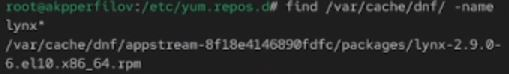 root@akpperfilov:/etc/yum.repos.d# find /var/cache/dnf/ -name
lynx*
/var/cache/dnf/appstream-8f18e4146890fdfc/packages/lynx-2.9.0-
6.el10.x86_64.rpm